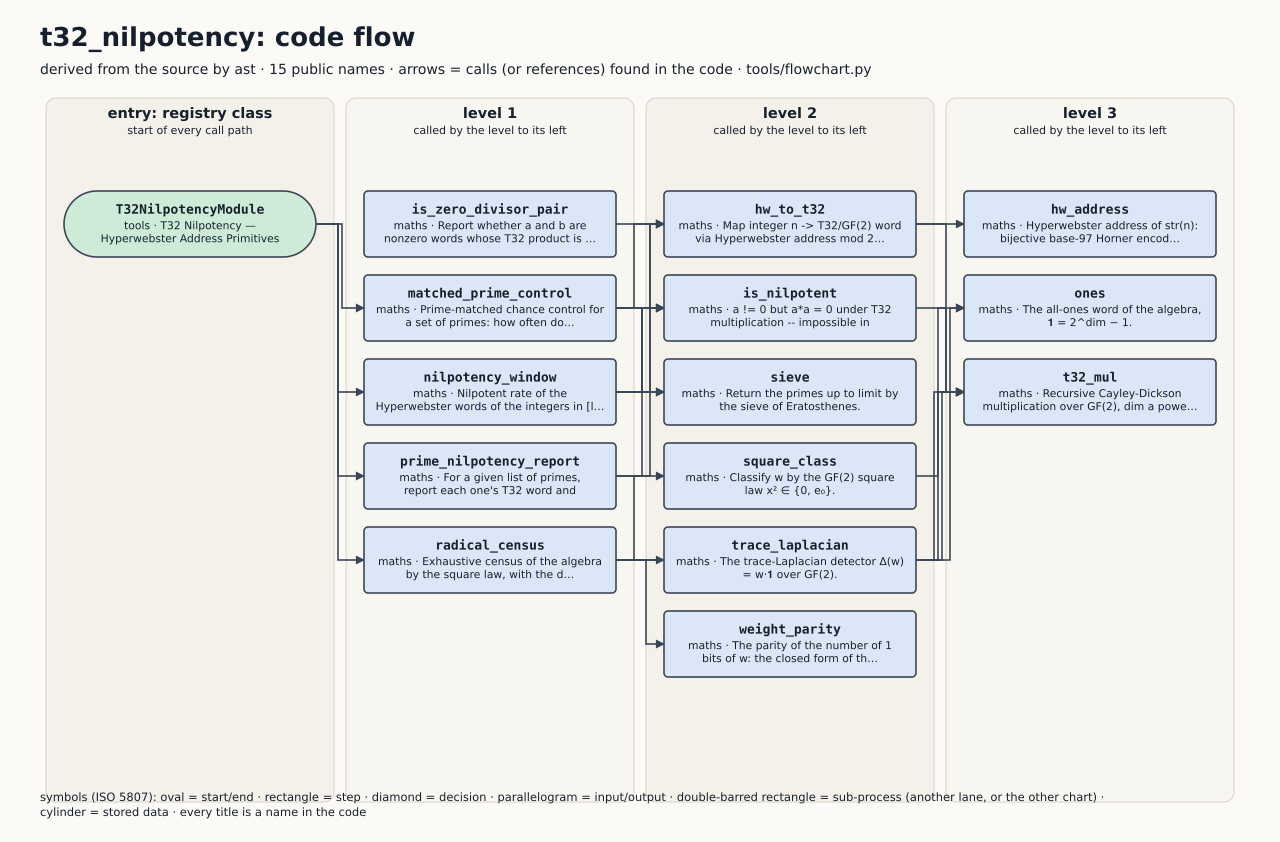 t32_nilpotency: code flow
derived from the source by ast · 15 public names · arrows = calls (or references) found in the code · tools/flowchart.py
entry: registry class
start of every call path
T32NilpotencyModule
tools · T32 Nilpotency —
Hyperwebster Address Primitives
level 1
called by the level to its left
is_zero_divisor_pair
maths · Report whether a and b are
nonzero words whose T32 product is ...
matched_prime_control
maths · Prime-matched chance control for
a set of primes: how often do...
nilpotency_window
maths · Nilpotent rate of the
Hyperwebster words of the integers in [l...
prime_nilpotency_report
maths · For a given list of primes,
report each one's T32 word and
radical_census
maths · Exhaustive census of the algebra
by the square law, with the d...
level 2
called by the level to its left
hw_to_t32
maths · Map integer n -> T32/GF(2) word
via Hyperwebster address mod 2...
is_nilpotent
maths · a != 0 but a*a = 0 under T32
multiplication -- impossible in
sieve
maths · Return the primes up to limit by
the sieve of Eratosthenes.
square_class
maths · Classify w by the GF(2) square
law x² ∈ {0, e₀}.
trace_laplacian
maths · The trace-Laplacian detector Δ(w)
= w·𝟏 over GF(2).
weight_parity
maths · The parity of the number of 1
bits of w: the closed form of th...
level 3
called by the level to its left
hw_address
maths · Hyperwebster address of str(n):
bijective base-97 Horner encod...
ones
maths · The all-ones word of the algebra,
𝟏 = 2^dim − 1.
t32_mul
maths · Recursive Cayley-Dickson
multiplication over GF(2), dim a powe...
symbols (ISO 5807): oval = start/end · rectangle = step · diamond = decision · parallelogram = input/output · double-barred rectangle = sub-process (another lane, or the other chart) ·
cylinder = stored data · every title is a name in the code